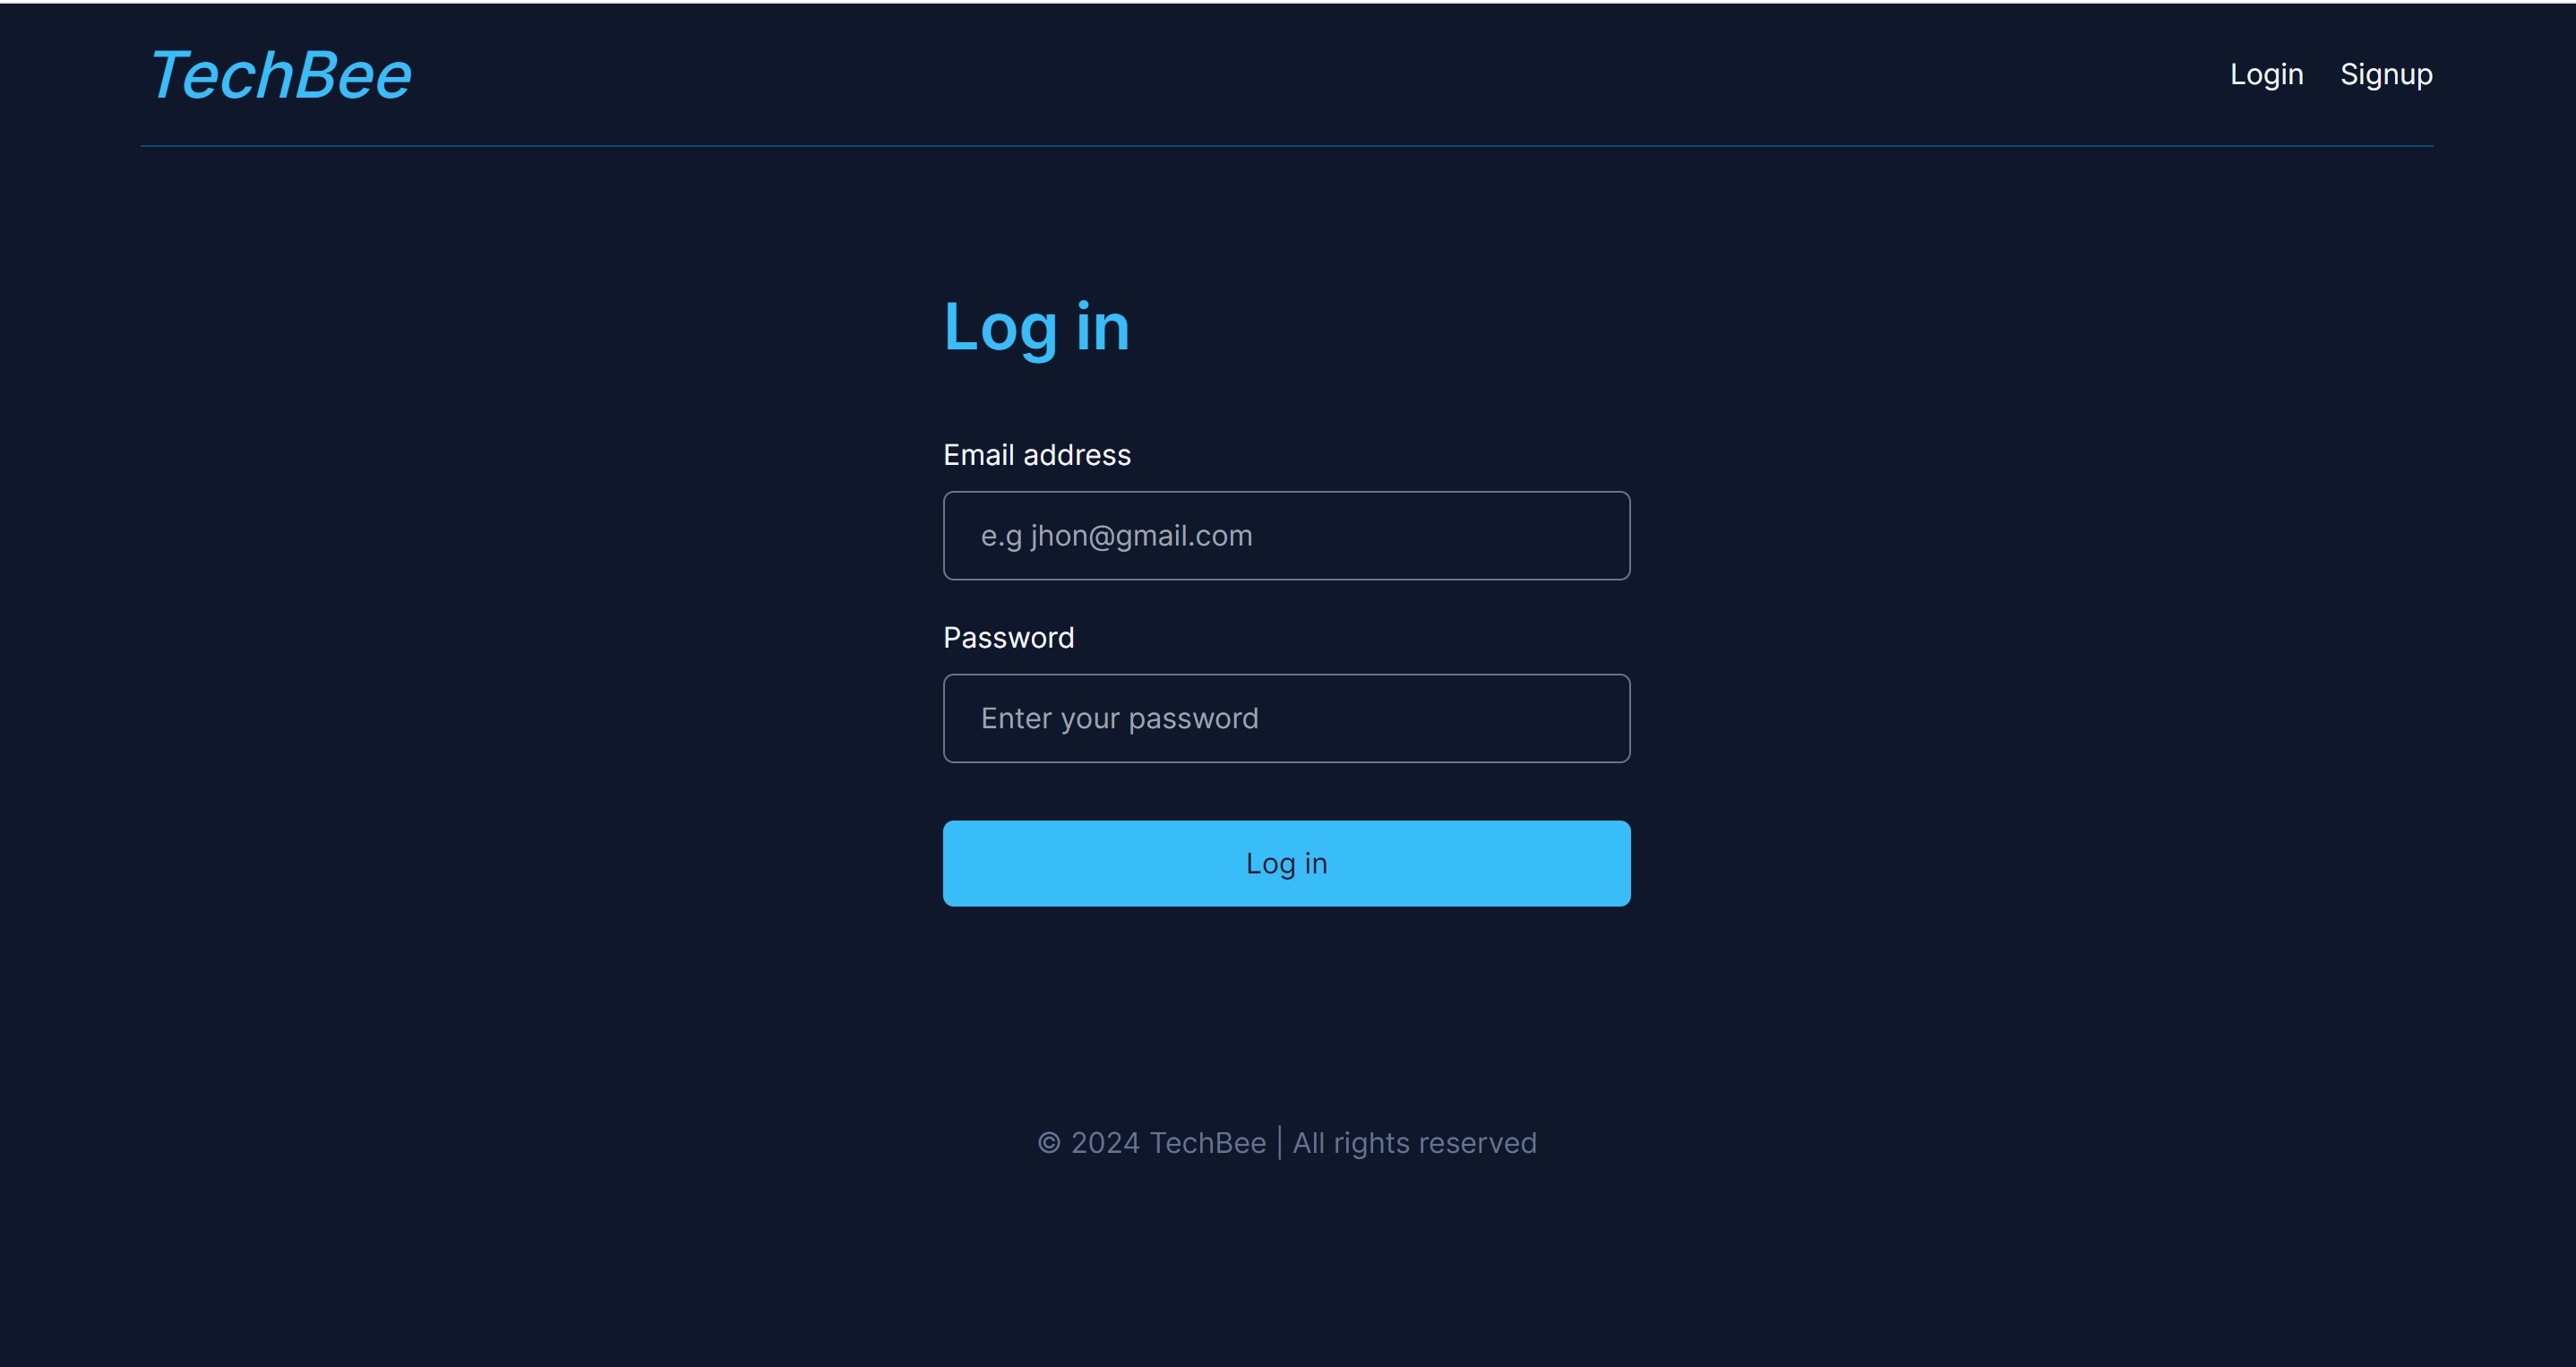 TechBee
Login Signup
Log in
Email address
e.g jhon@gmail.com
Password
Enter your password
Log in
© 2024 TechBee | All rights reserved